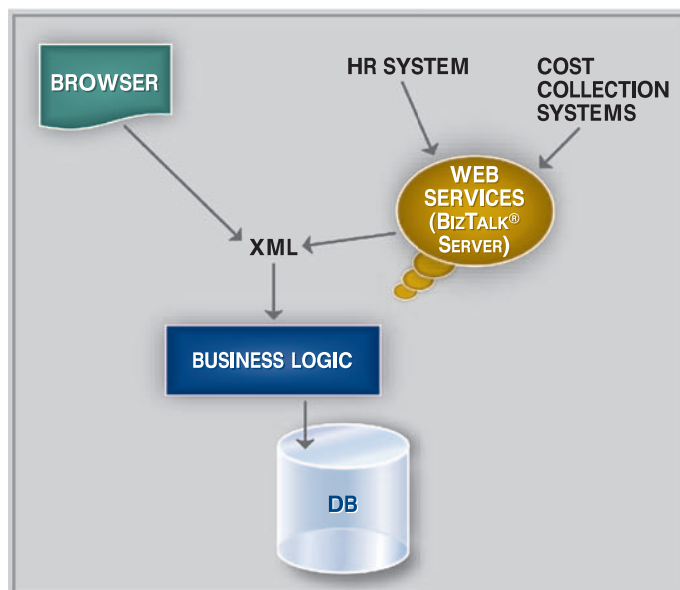 BROWSER
HR SYSTEM
COST
COLLECTION
SYSTEMS
WEB
SERVICES
(BIZTALK®
SERVER)
XML
BUSINESS LOGIC
DB